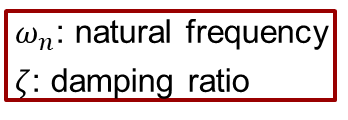 ωₙ: natural frequency
ζ: damping ratio